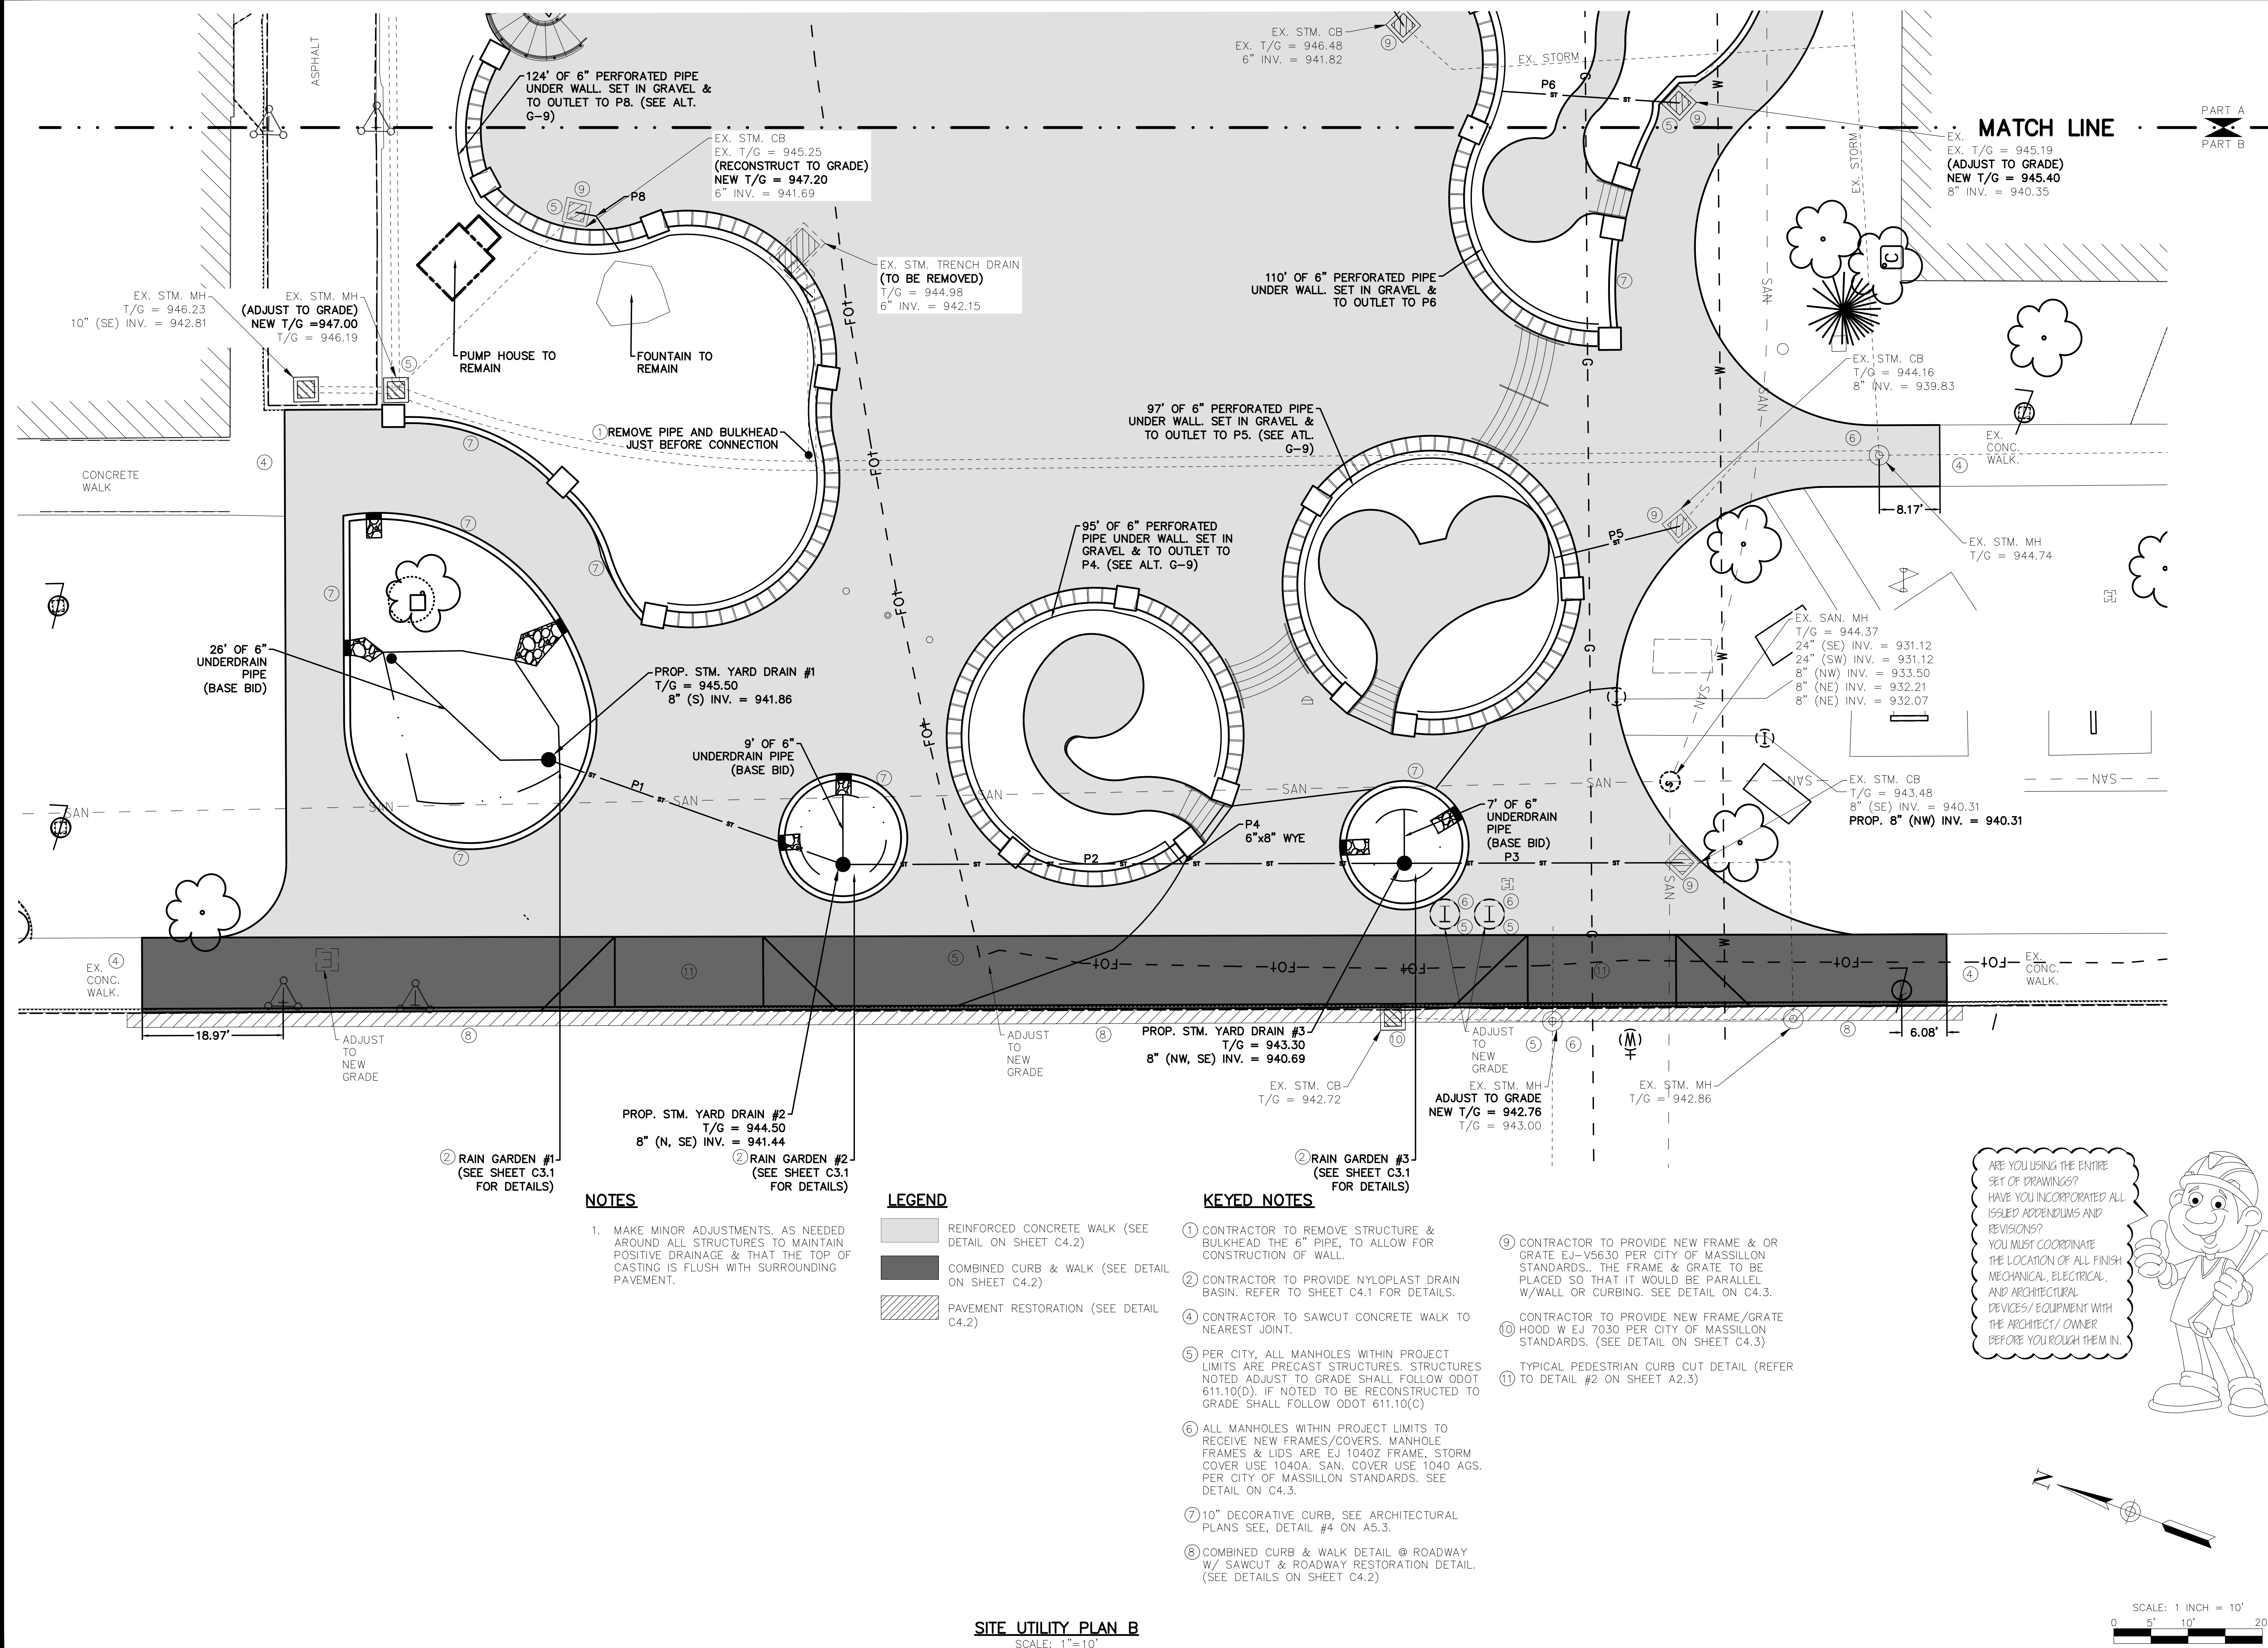 ASPHALT
124' OF 6" PERFORATED PIPE
UNDER WALL. SET IN GRAVEL &
TO OUTLET TO P8. (SEE ALT.
G-9)
EX. STM. CB
EX. T/G = 946.48
6" INV. = 941.82
EX. STORM
P6
ST
ST
G
W
MATCH LINE
PART A
PART B
EX.
EX. T/G = 945.19
(ADJUST TO GRADE)
NEW T/G = 945.40
8" INV. = 940.35
EX. STORM
EX. STM. CB
EX. T/G = 945.25
(RECONSTRUCT TO GRADE)
NEW T/G = 947.20
6" INV. = 941.69
P8
EX. STM. TRENCH DRAIN
(TO BE REMOVED)
T/G = 944.98
6" INV. = 942.15
110' OF 6" PERFORATED PIPE
UNDER WALL. SET IN GRAVEL &
TO OUTLET TO P6
EX. STM. MH
T/G = 946.23
10" (SE) INV. = 942.81
EX. STM. MH
(ADJUST TO GRADE)
NEW T/G =947.00
T/G = 946.19
PUMP HOUSE TO
REMAIN
FOUNTAIN TO
REMAIN
EX. STM. CB
T/G = 944.16
8" INV. = 939.83
1 REMOVE PIPE AND BULKHEAD
JUST BEFORE CONNECTION
97' OF 6" PERFORATED PIPE
UNDER WALL. SET IN GRAVEL &
TO OUTLET TO P5. (SEE ATL.
G-9)
EX.
CONC.
WALK.
CONCRETE
WALK
8.17'
95' OF 6" PERFORATED
PIPE UNDER WALL. SET IN
GRAVEL & TO OUTLET TO
P4. (SEE ALT. G-9)
P5
ST
EX. STM. MH
T/G = 944.74
EX. SAN. MH
T/G = 944.37
24" (SE) INV. = 931.12
24" (SW) INV. = 931.12
8" (NW) INV. = 933.50
8" (NE) INV. = 932.21
8" (NE) INV. = 932.07
26' OF 6"
UNDERDRAIN
PIPE
(BASE BID)
PROP. STM. YARD DRAIN #1
T/G = 945.50
8" (S) INV. = 941.86
9' OF 6"
UNDERDRAIN PIPE
(BASE BID)
P1
SAN
SAN
SAN
SAN
SAN
SAN
SAN
EX. STM. CB
T/G = 943.48
8" (SE) INV. = 940.31
PROP. 8" (NW) INV. = 940.31
7' OF 6"
UNDERDRAIN
PIPE
(BASE BID)
P4
6"x8" WYE
P2
P3
EX.
CONC.
WALK.
FOT
FOT
FOT
FOT
FOT
EX.
CONC.
WALK.
18.97'
6.08'
ADJUST
TO
NEW
GRADE
ADJUST
TO
NEW
GRADE
PROP. STM. YARD DRAIN #3
T/G = 943.30
8" (NW, SE) INV. = 940.69
ADJUST
TO
NEW
GRADE
EX. STM. CB
T/G = 942.72
EX. STM. MH
ADJUST TO GRADE
NEW T/G = 942.76
T/G = 943.00
EX. STM. MH
T/G = 942.86
PROP. STM. YARD DRAIN #2
T/G = 944.50
8" (N, SE) INV. = 941.44
2 RAIN GARDEN #1
(SEE SHEET C3.1
FOR DETAILS)
2 RAIN GARDEN #2
(SEE SHEET C3.1
FOR DETAILS)
2 RAIN GARDEN #3
(SEE SHEET C3.1
FOR DETAILS)
NOTES
1. MAKE MINOR ADJUSTMENTS. AS NEEDED
AROUND ALL STRUCTURES TO MAINTAIN
POSITIVE DRAINAGE & THAT THE TOP OF
CASTING IS FLUSH WITH SURROUNDING
PAVEMENT.
LEGEND
REINFORCED CONCRETE WALK (SEE
DETAIL ON SHEET C4.2)
COMBINED CURB & WALK (SEE DETAIL
ON SHEET C4.2)
PAVEMENT RESTORATION (SEE DETAIL
C4.2)
KEYED NOTES
1 CONTRACTOR TO REMOVE STRUCTURE &
BULKHEAD THE 6" PIPE, TO ALLOW FOR
CONSTRUCTION OF WALL.
2 CONTRACTOR TO PROVIDE NYLOPLAST DRAIN
BASIN. REFER TO SHEET C4.1 FOR DETAILS.
4 CONTRACTOR TO SAWCUT CONCRETE WALK TO
NEAREST JOINT.
5 PER CITY, ALL MANHOLES WITHIN PROJECT
LIMITS ARE PRECAST STRUCTURES. STRUCTURES
NOTED ADJUST TO GRADE SHALL FOLLOW ODOT
611.10(D). IF NOTED TO BE RECONSTRUCTED TO
GRADE SHALL FOLLOW ODOT 611.10(C)
6 ALL MANHOLES WITHIN PROJECT LIMITS TO
RECEIVE NEW FRAMES/COVERS. MANHOLE
FRAMES & LIDS ARE EJ 1040Z FRAME, STORM
COVER USE 1040A. SAN. COVER USE 1040 AGS.
PER CITY OF MASSILLON STANDARDS. SEE
DETAIL ON C4.3.
7 10" DECORATIVE CURB, SEE ARCHITECTURAL
PLANS SEE, DETAIL #4 ON A5.3.
8 COMBINED CURB & WALK DETAIL @ ROADWAY
W/ SAWCUT & ROADWAY RESTORATION DETAIL.
(SEE DETAILS ON SHEET C4.2)
9 CONTRACTOR TO PROVIDE NEW FRAME & OR
GRATE EJ-V5630 PER CITY OF MASSILLON
STANDARDS.. THE FRAME & GRATE TO BE
PLACED SO THAT IT WOULD BE PARALLEL
W/WALL OR CURBING. SEE DETAIL ON C4.3.
CONTRACTOR TO PROVIDE NEW FRAME/GRATE
10 HOOD W EJ 7030 PER CITY OF MASSILLON
STANDARDS. (SEE DETAIL ON SHEET C4.3)
TYPICAL PEDESTRIAN CURB CUT DETAIL (REFER
11 TO DETAIL #2 ON SHEET A2.3)
ARE YOU USING THE ENTIRE
SET OF DRAWINGS?
HAVE YOU INCORPORATED ALL
ISSUED ADDENDUMS AND
REVISIONS?
YOU MUST COORDINATE
THE LOCATION OF ALL FINISH
MECHANICAL, ELECTRICAL,
AND ARCHITECTURAL
DEVICES/ EQUIPMENT WITH
THE ARCHITECT/ OWNER
BEFORE YOU ROUGH THEM IN.
N
SCALE: 1 INCH = 10'
0 5' 10' 20
SITE UTILITY PLAN B
SCALE: 1"=10'